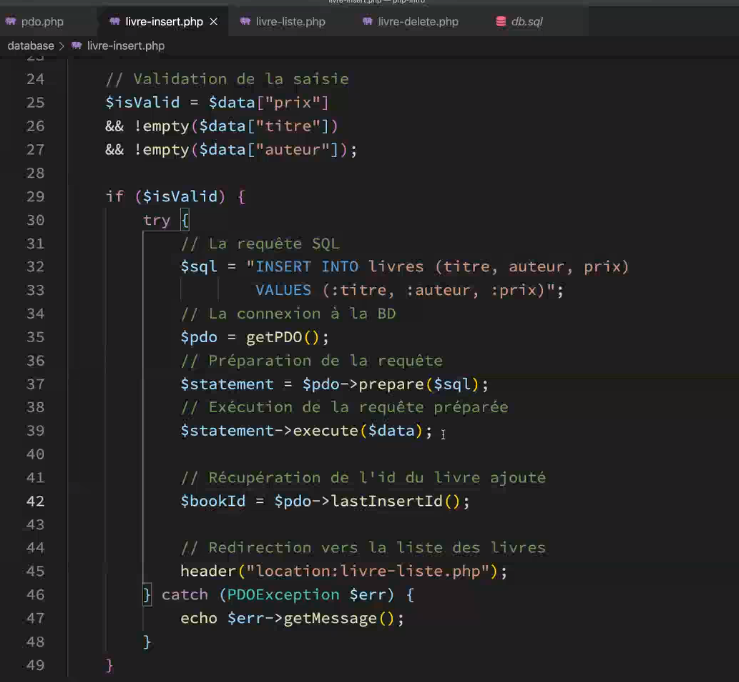 livre-insert.php — php-intro
pdo.php livre-insert.php × livre-liste.php livre-delete.php db.sql
database > livre-insert.php
23
24 // Validation de la saisie
25 $isValid = $data["prix"]
26 && !empty($data["titre"])
27 && !empty($data["auteur"]);
28
29 if ($isValid) {
30 try {
31 // La requête SQL
32 $sql = "INSERT INTO livres (titre, auteur, prix)
33 VALUES (:titre, :auteur, :prix)";
34 // La connexion à la BD
35 $pdo = getPDO();
36 // Préparation de la requête
37 $statement = $pdo->prepare($sql);
38 // Exécution de la requête préparée
39 $statement->execute($data);
40
41 // Récupération de l'id du livre ajouté
42 $bookId = $pdo->lastInsertId();
43
44 // Redirection vers la liste des livres
45 header("location:livre-liste.php");
46 } catch (PDOException $err) {
47 echo $err->getMessage();
48 }
49 }